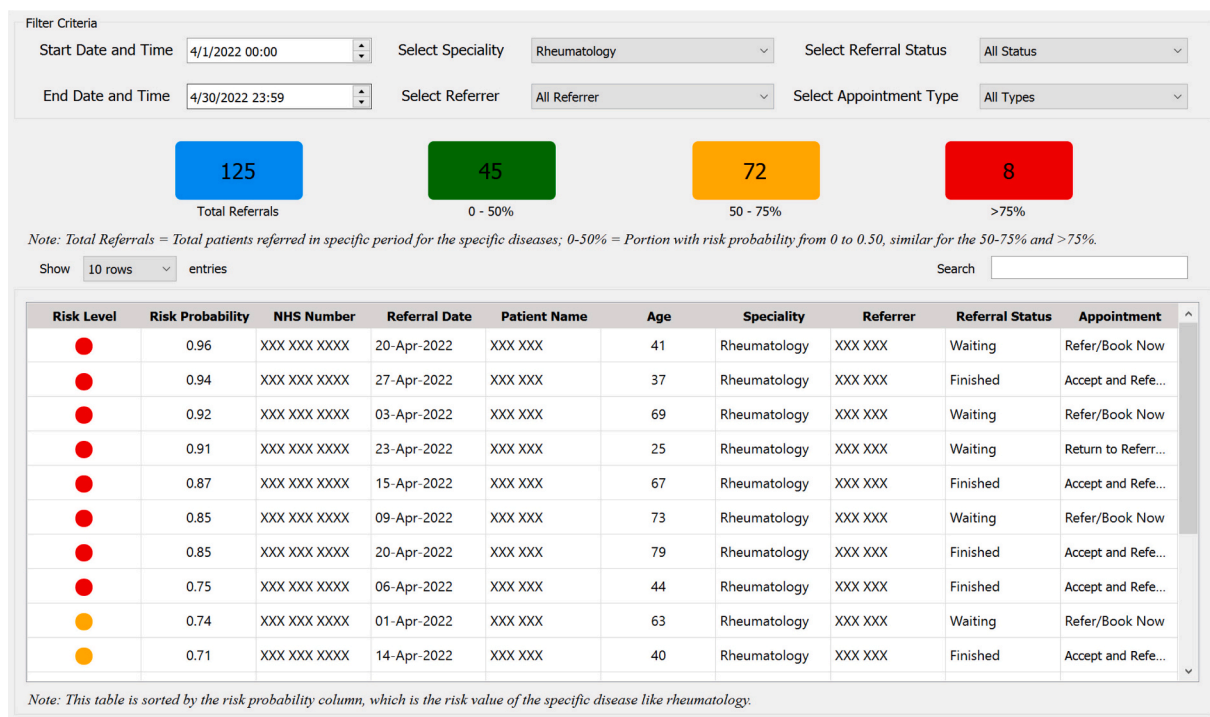 Filter Criteria
Start Date and Time 4/1/2022 00:00 Select Speciality Rheumatology Select Referral Status All Status
End Date and Time 4/30/2022 23:59 Select Referrer All Referrer Select Appointment Type All Types
125 45 72 8
Total Referrals 0 - 50% 50 - 75% >75%
Note: Total Referrals = Total patients referred in specific period for the specific diseases; 0-50% = Portion with risk probability from 0 to 0.50, similar for the 50-75% and >75%.
Show 10 rows entries Search
Risk Level Risk Probability NHS Number Referral Date Patient Name Age Speciality Referrer Referral Status Appointment
0.96 XXX XXX XXXX 20-Apr-2022 XXX XXX 41 Rheumatology XXX XXX Waiting Refer/Book Now
0.94 XXX XXX XXXX 27-Apr-2022 XXX XXX 37 Rheumatology XXX XXX Finished Accept and Refe...
0.92 XXX XXX XXXX 03-Apr-2022 XXX XXX 69 Rheumatology XXX XXX Waiting Refer/Book Now
0.91 XXX XXX XXXX 23-Apr-2022 XXX XXX 25 Rheumatology XXX XXX Waiting Return to Referr...
0.87 XXX XXX XXXX 15-Apr-2022 XXX XXX 67 Rheumatology XXX XXX Finished Accept and Refe...
0.85 XXX XXX XXXX 09-Apr-2022 XXX XXX 73 Rheumatology XXX XXX Waiting Refer/Book Now
0.85 XXX XXX XXXX 20-Apr-2022 XXX XXX 79 Rheumatology XXX XXX Finished Accept and Refe...
0.75 XXX XXX XXXX 06-Apr-2022 XXX XXX 44 Rheumatology XXX XXX Finished Accept and Refe...
0.74 XXX XXX XXXX 01-Apr-2022 XXX XXX 63 Rheumatology XXX XXX Waiting Refer/Book Now
0.71 XXX XXX XXXX 14-Apr-2022 XXX XXX 40 Rheumatology XXX XXX Finished Accept and Refe...
Note: This table is sorted by the risk probability column, which is the risk value of the specific disease like rheumatology.